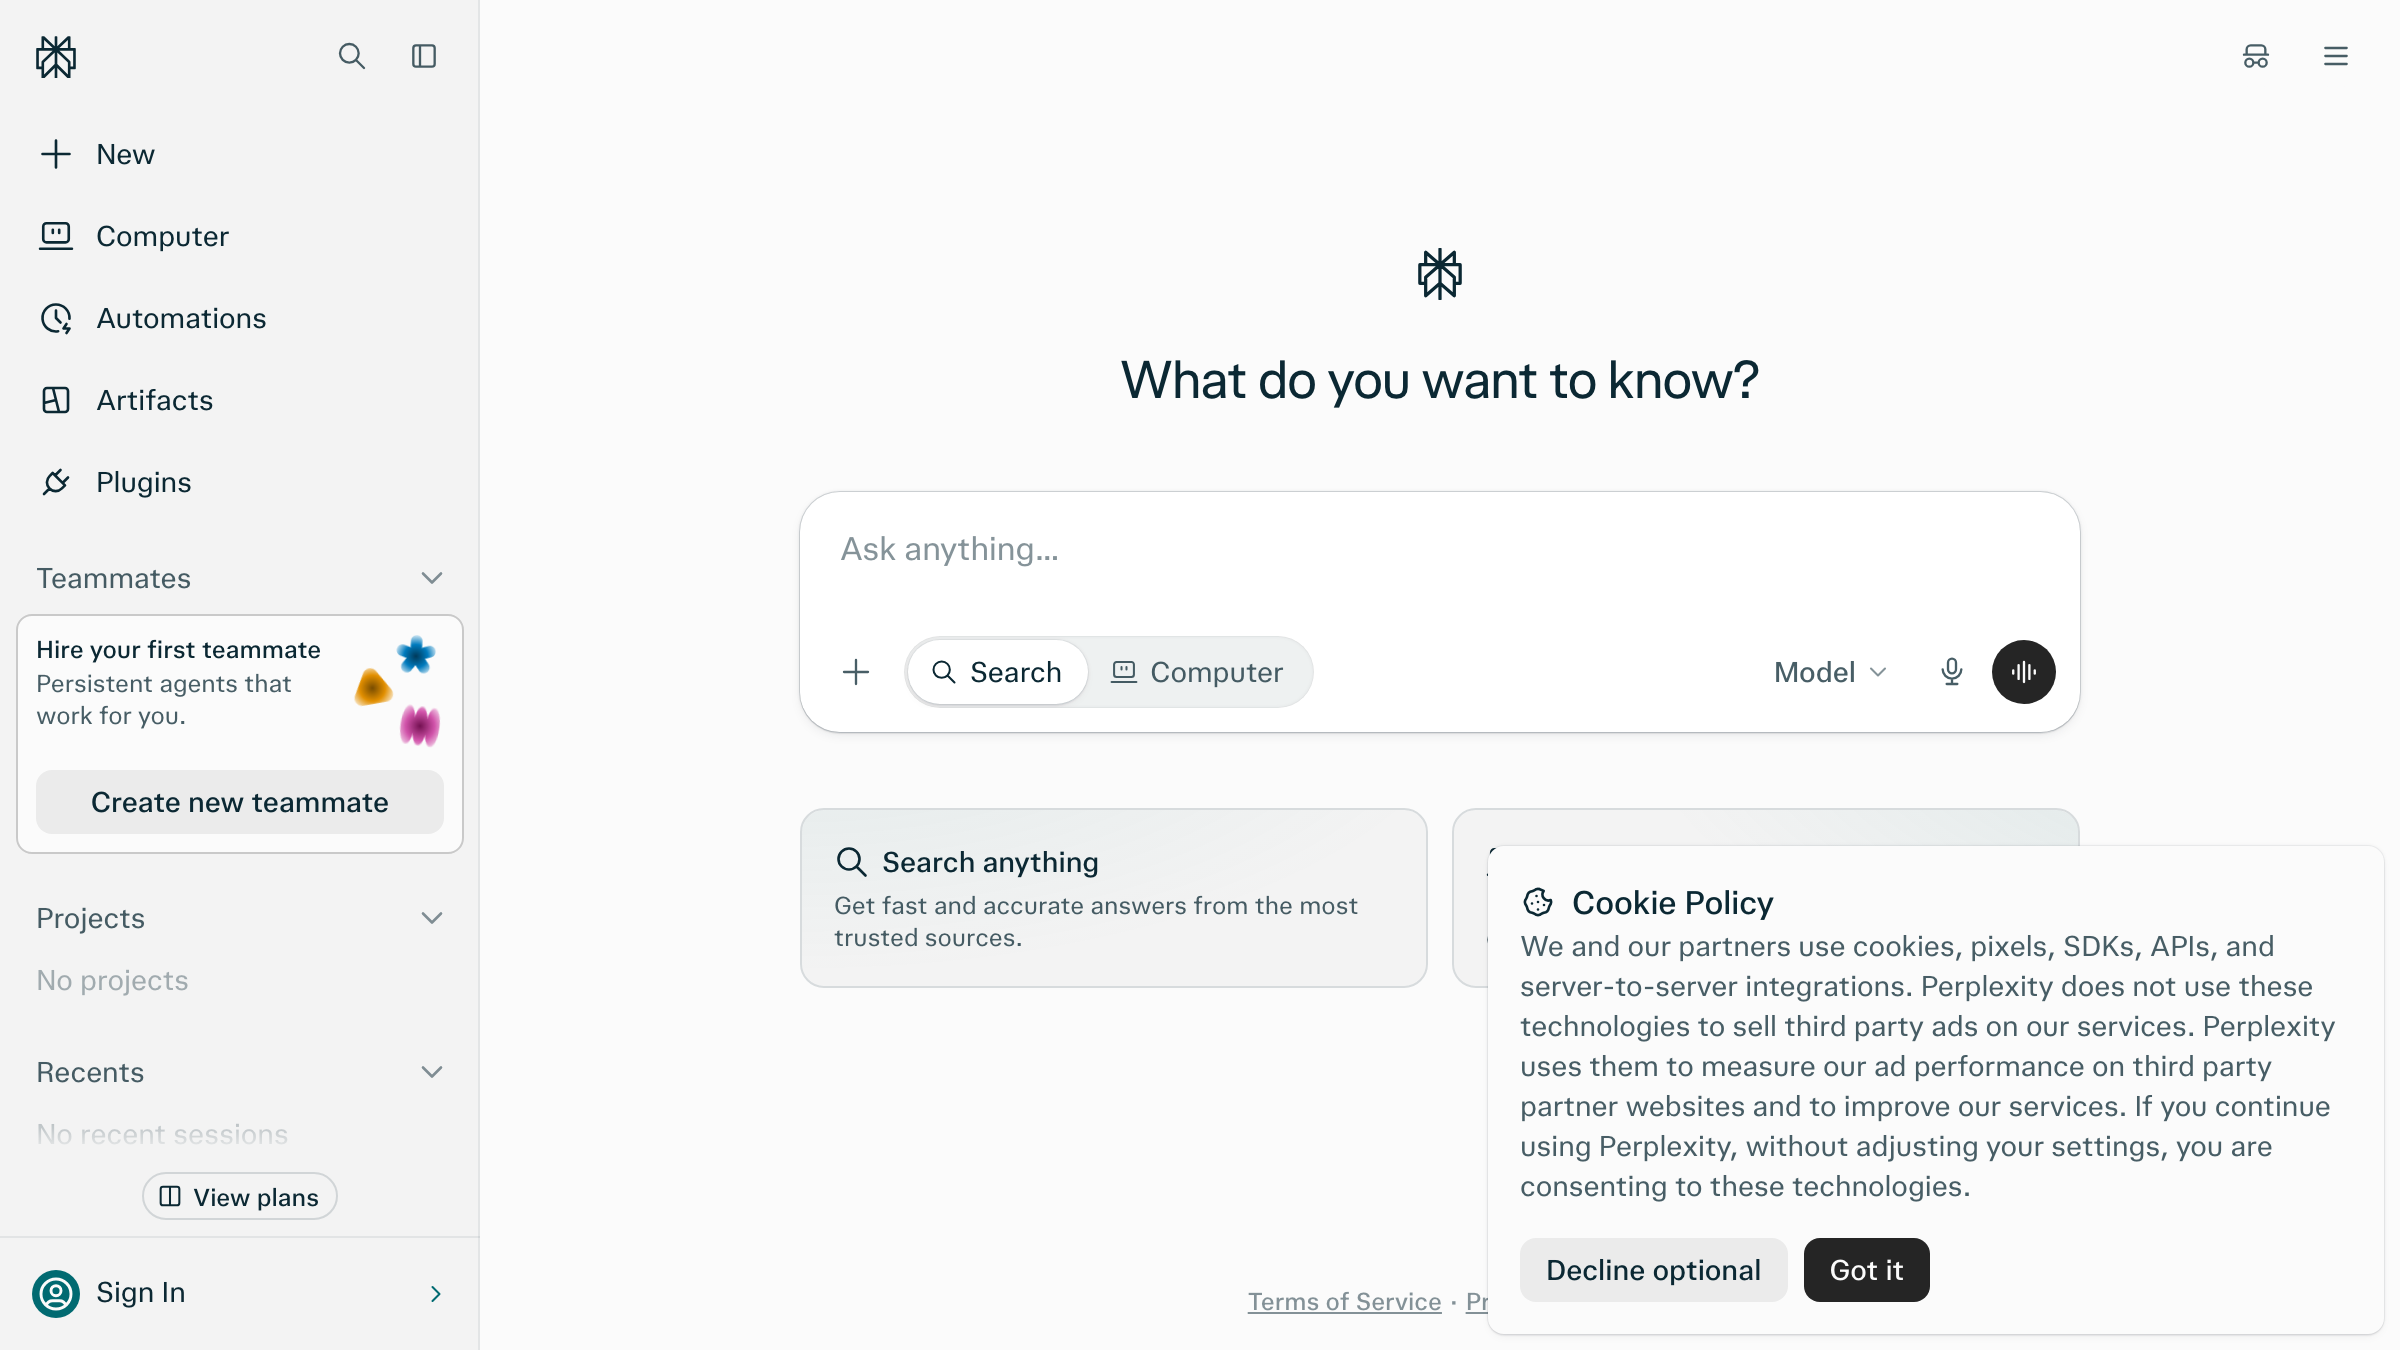 New
Computer
Automations
Artifacts
Plugins
Teammates
Hire your first teammate
Persistent agents that
work for you.
Create new teammate
Projects
No projects
Recents
No recent sessions
View plans
Sign In
What do you want to know?
Ask anything...
Search
Computer
Model
Search anything
Get fast and accurate answers from the most
trusted sources.
Cookie Policy
We and our partners use cookies, pixels, SDKs, APIs, and
server-to-server integrations. Perplexity does not use these
technologies to sell third party ads on our services. Perplexity
uses them to measure our ad performance on third party
partner websites and to improve our services. If you continue
using Perplexity, without adjusting your settings, you are
consenting to these technologies.
Decline optional
Got it
Terms of Service ·